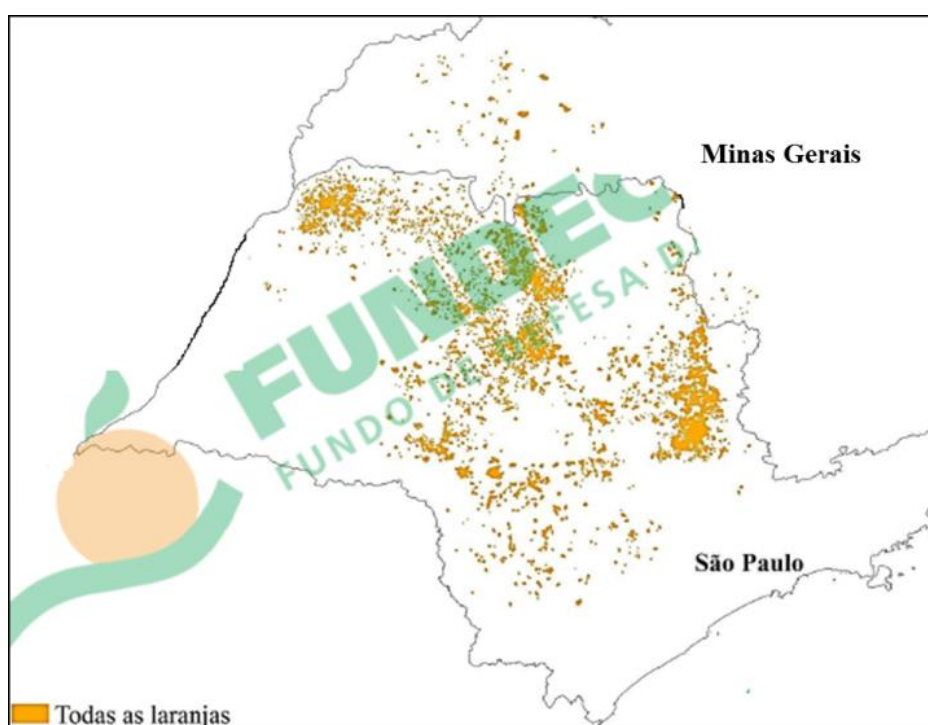 Minas Gerais
FUNDEC
FUNDO DE DEFESA D
São Paulo
Todas as laranjas